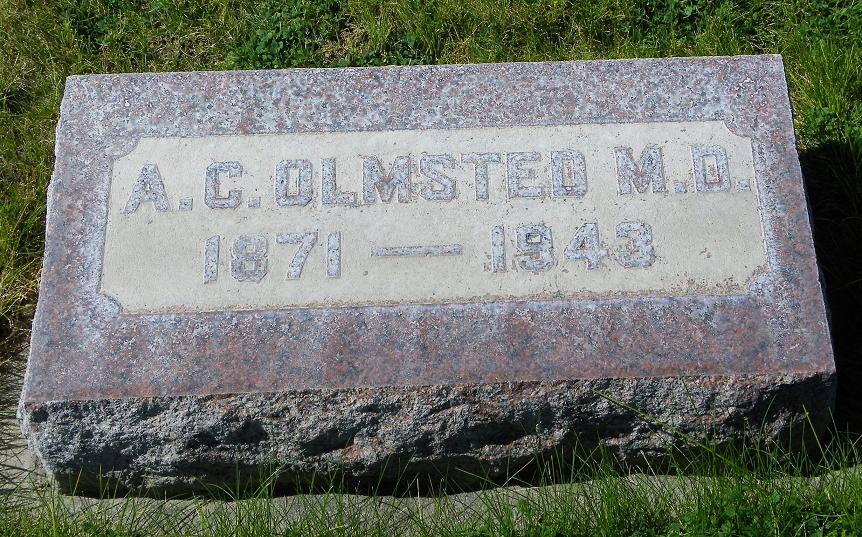 A.C. OLMSTED M.D.
1871 — 1943